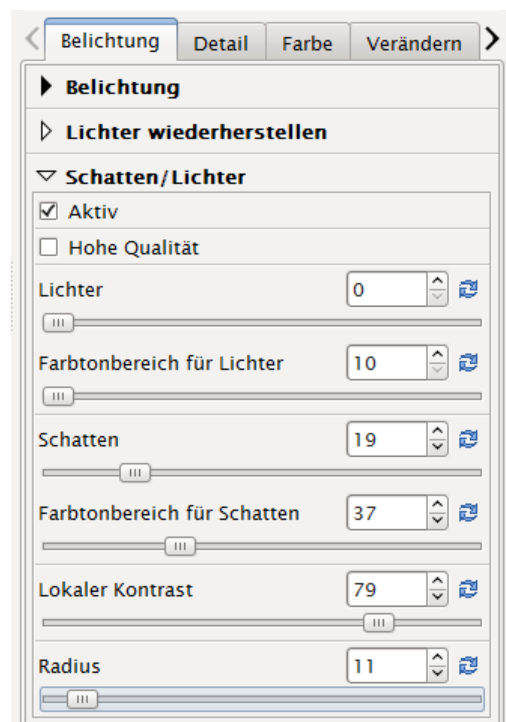 Belichtung Detail Farbe Verändern
Belichtung
Lichter wiederherstellen
Schatten/Lichter
Aktiv
Hohe Qualität
Lichter 0
Farbtonbereich für Lichter 10
Schatten 19
Farbtonbereich für Schatten 37
Lokaler Kontrast 79
Radius 11